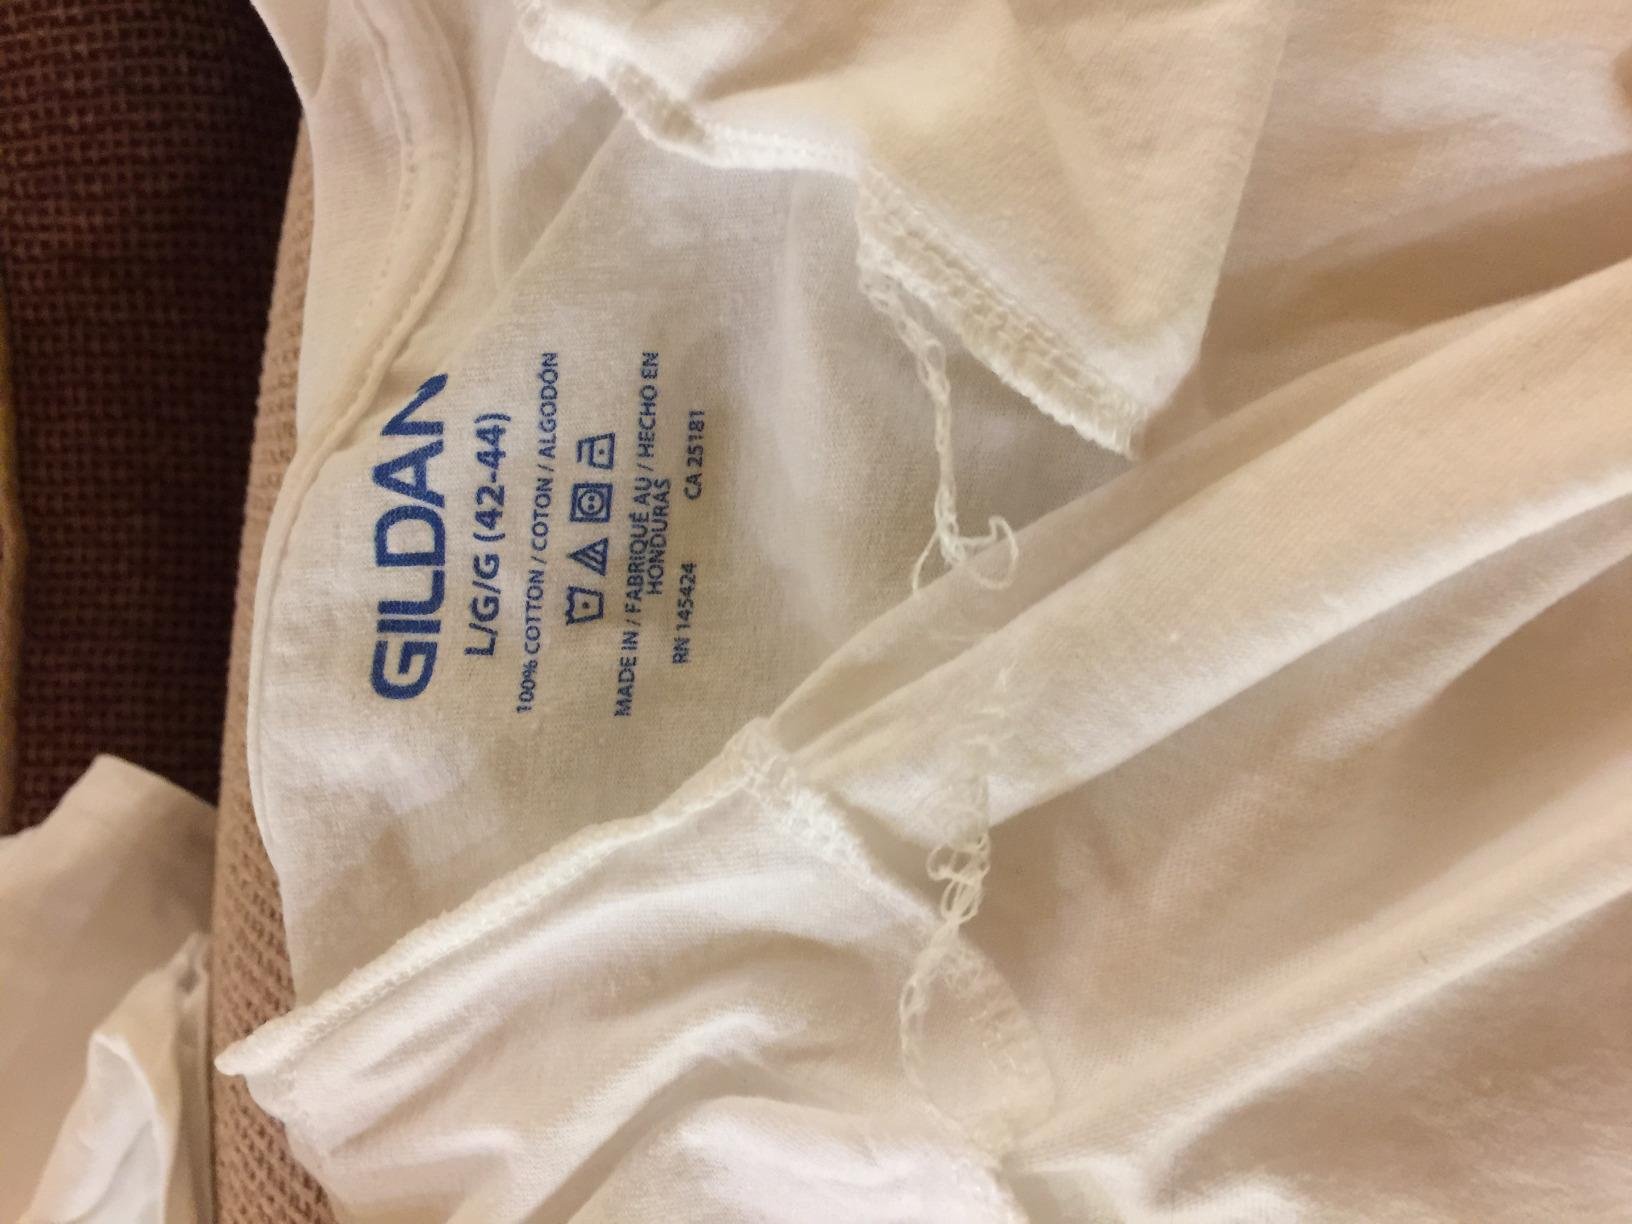 GILDAN
L/G/G (42-44)
100% COTTON / COTON / ALGODÓN
MADE IN / FABRIQUÉ AU / HECHO EN
HONDURAS
RN 145424 CA 25181